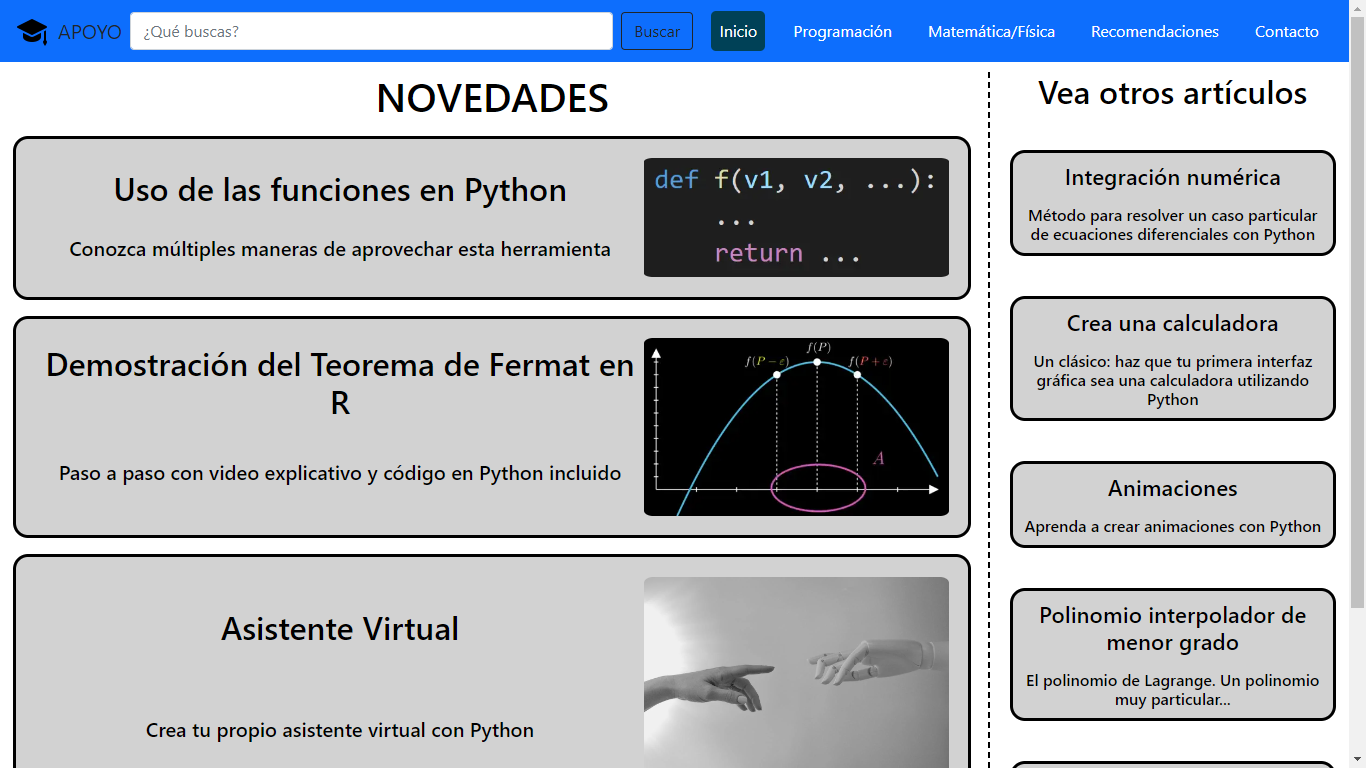 APOYO ¿Qué buscas? Buscar Inicio Programación Matemática/Física Recomendaciones Contacto
NOVEDADES
Uso de las funciones en Python
Conozca múltiples maneras de aprovechar esta herramienta
def f(v1, v2, ...):
...
return ...
Demostración del Teorema de Fermat en
R
Paso a paso con video explicativo y código en Python incluido
f(P)
f(P − ε) f(P + ε)
A
Asistente Virtual
Crea tu propio asistente virtual con Python
Vea otros artículos
Integración numérica
Método para resolver un caso particular
de ecuaciones diferenciales con Python
Crea una calculadora
Un clásico: haz que tu primera interfaz
gráfica sea una calculadora utilizando
Python
Animaciones
Aprenda a crear animaciones con Python
Polinomio interpolador de
menor grado
El polinomio de Lagrange. Un polinomio
muy particular...